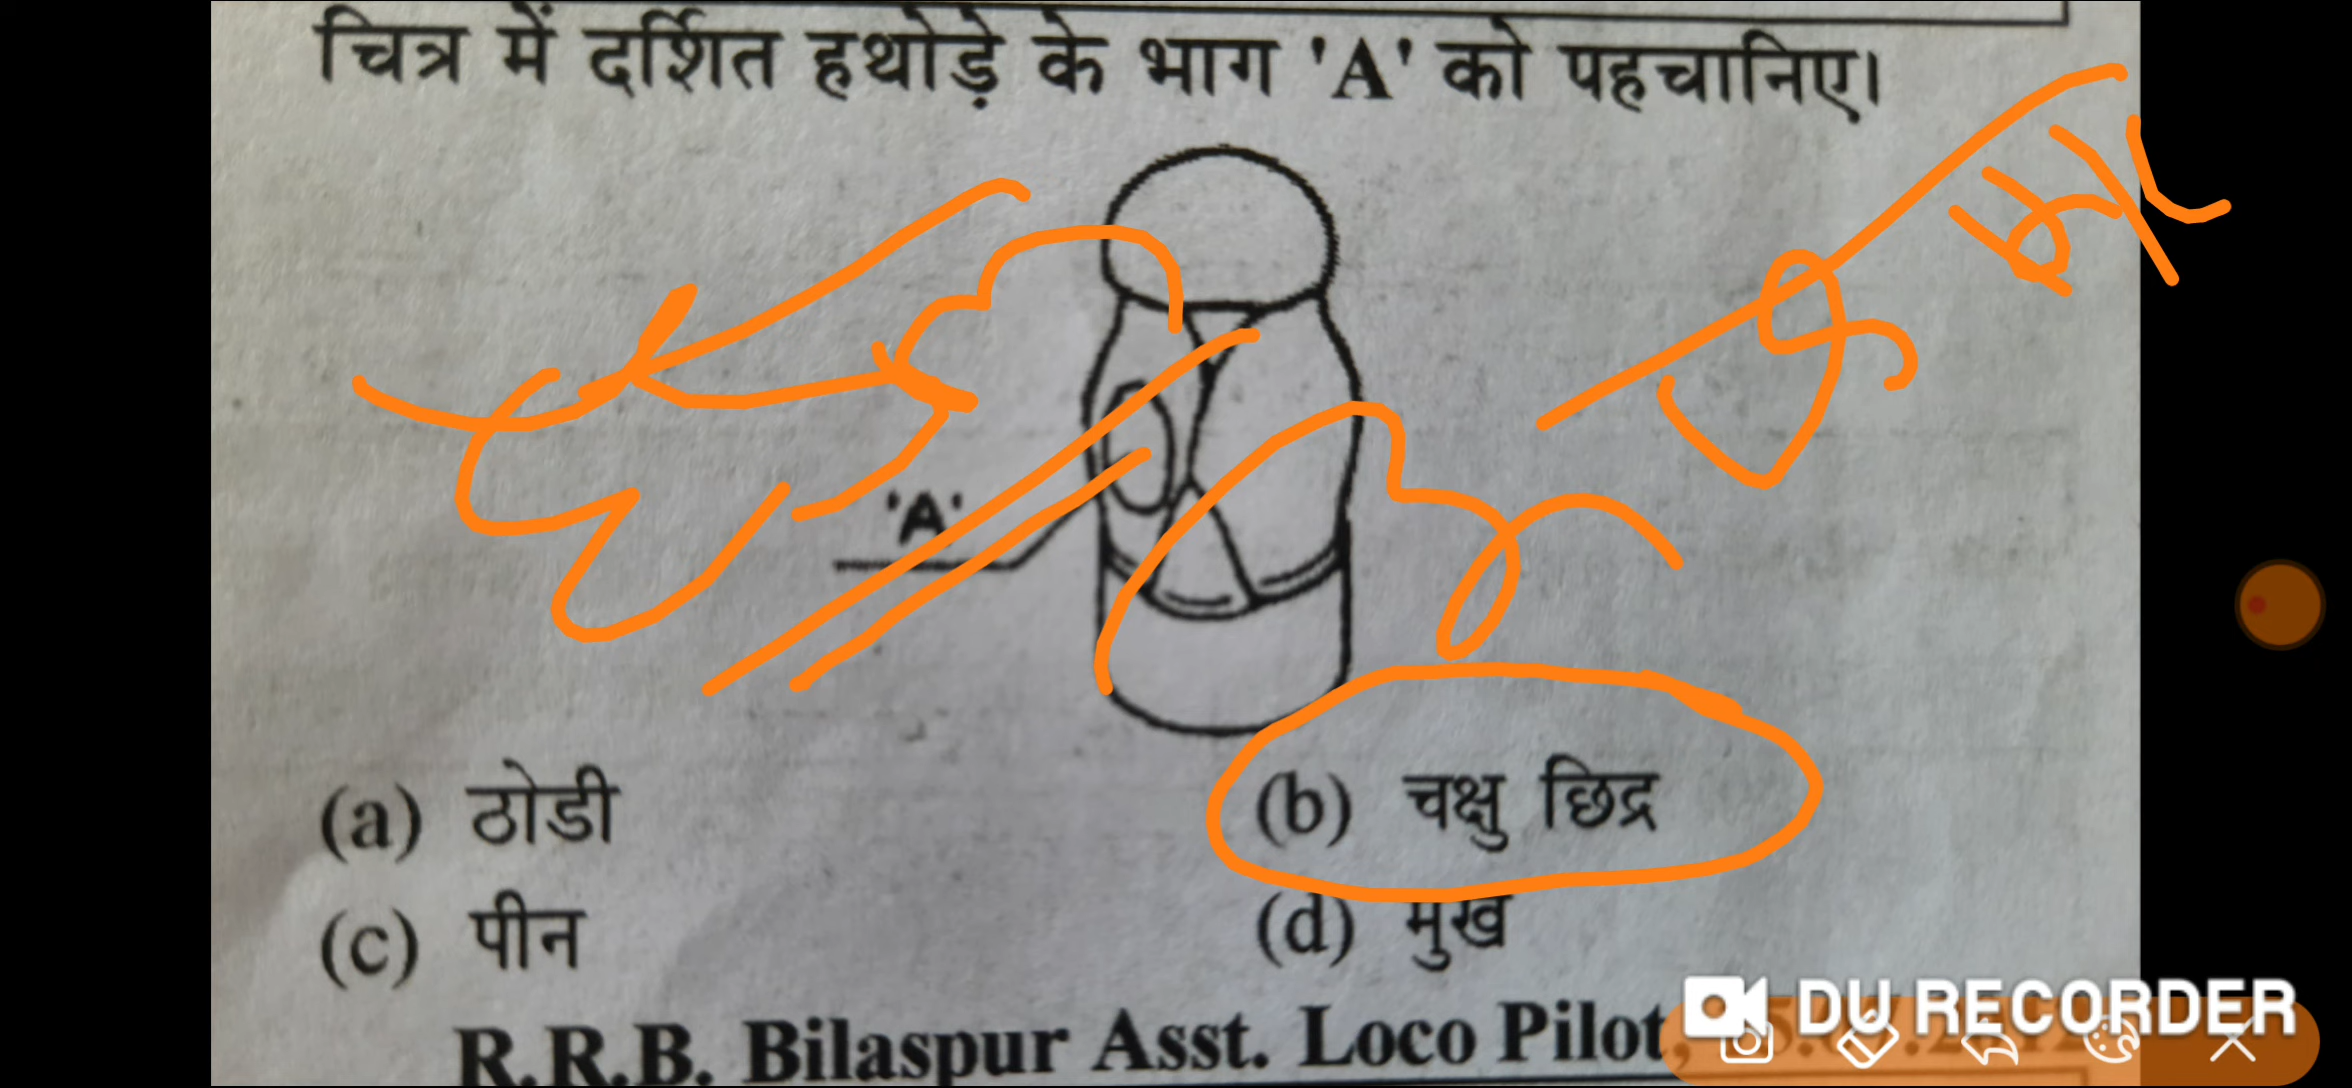 चित्र में दर्शित हथोड़े के भाग 'A' को पहचानिए।
'A'
(a) ठोडी
(b) चक्षु छिद्र
(c) पीन
(d) मुख
R.R.B. Bilaspur Asst. Loco Pilot,
DU RECORDER